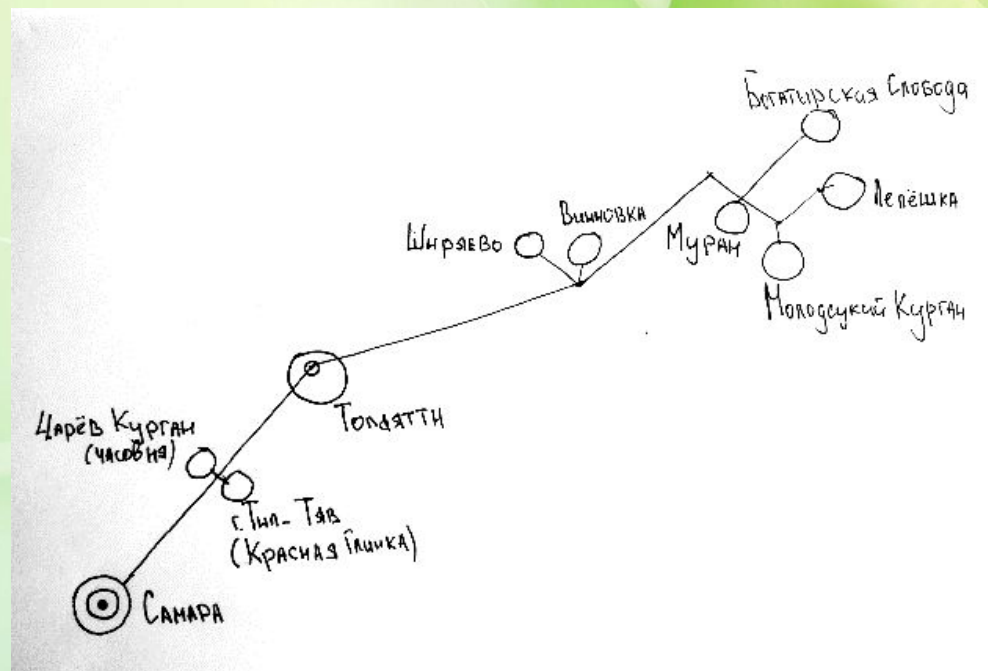 Богатырская Слобода
Лепёшка
Винновка
Ширяево
Муран
Молодецкий Курган
Тольятти
Царёв Курган
(часовня)
г. Тип-Тяв
(Красная Глинка)
Самара